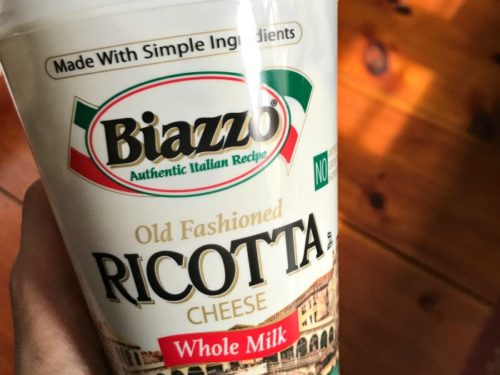 Made With Simple Ingredients
Biazzo®
Authentic Italian Recipe
NO
Old Fashioned
RICOTTA
CHEESE
Whole Milk